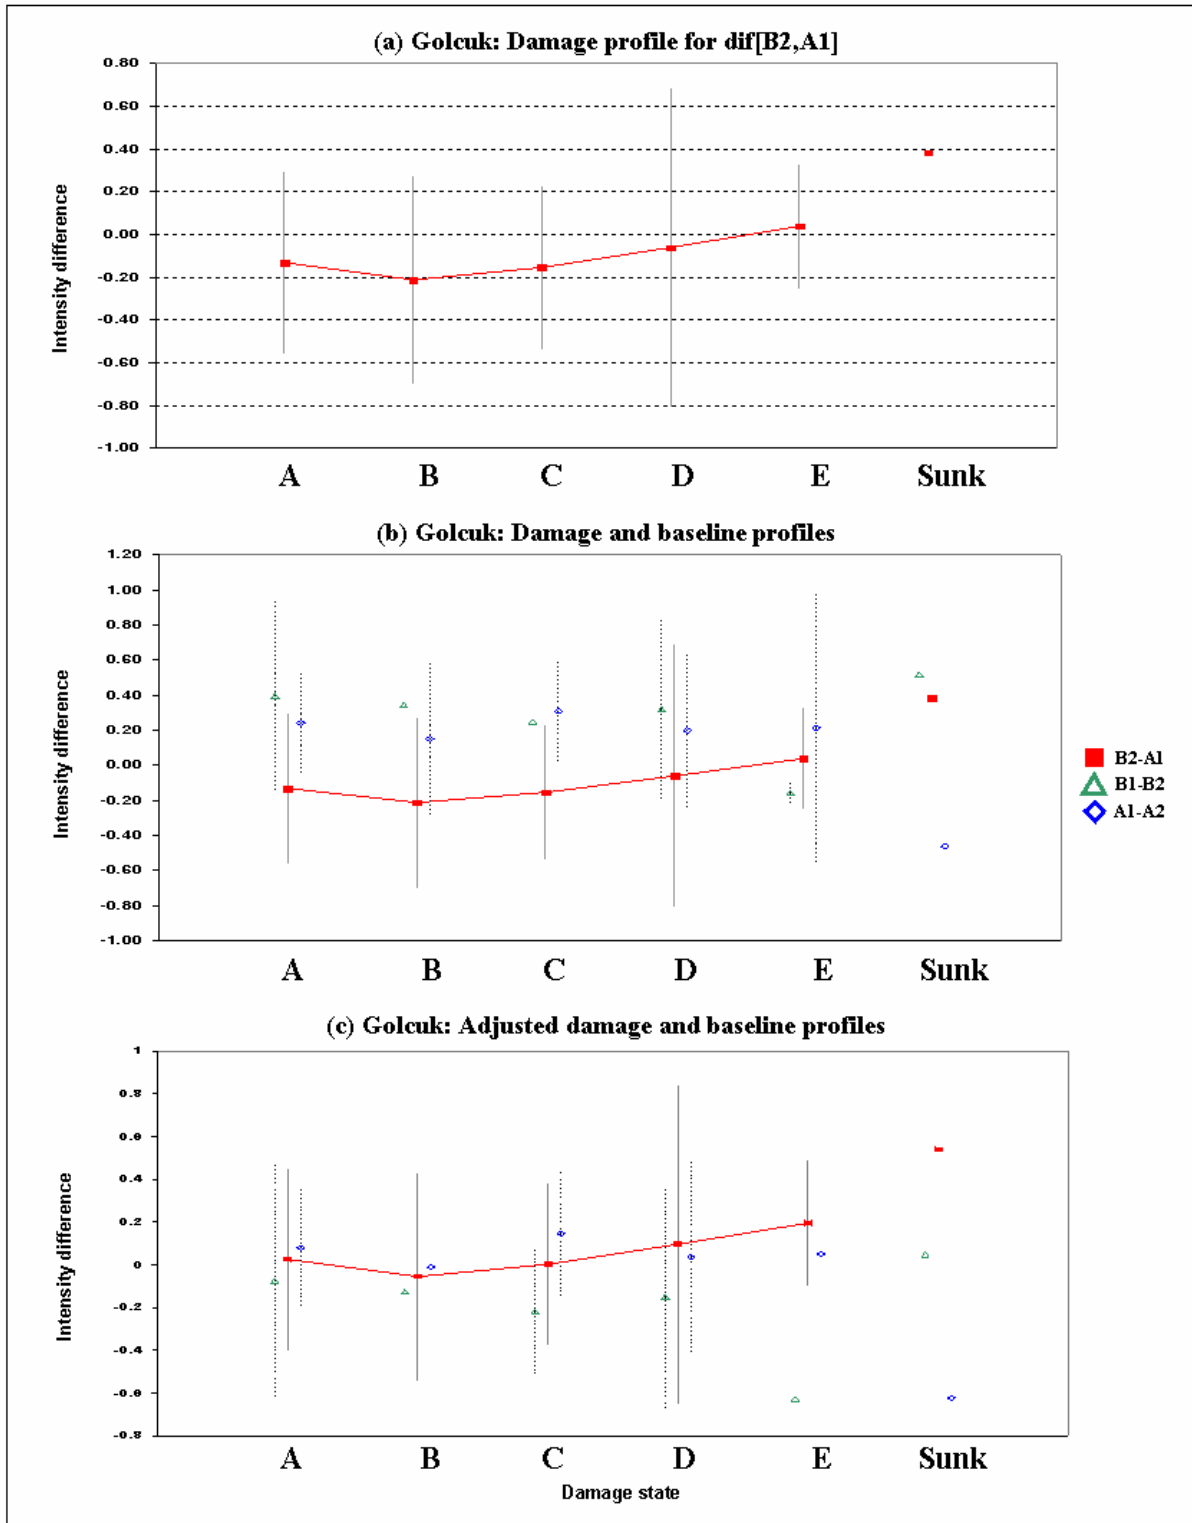 (a) Golcuk: Damage profile for dif[B2,A1]
0.80
0.60
0.40
0.20
0.00
-0.20
-0.40
-0.60
-0.80
-1.00
Intensity difference
A B C D E Sunk
(b) Golcuk: Damage and baseline profiles
1.20
1.00
0.80
0.60
0.40
0.20
0.00
-0.20
-0.40
-0.60
-0.80
-1.00
Intensity difference
A B C D E Sunk
B2-A1
B1-B2
A1-A2
(c) Golcuk: Adjusted damage and baseline profiles
1
0.8
0.6
0.4
0.2
0
-0.2
-0.4
-0.6
-0.8
Intensity difference
A B C D E Sunk
Damage state